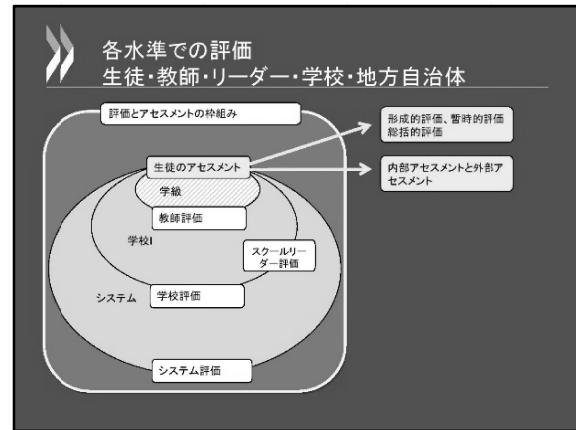 各水準での評価
生徒・教師・リーダー・学校・地方自治体
評価とアセスメントの枠組み
形成的評価、暫時的評価
総括的評価
生徒のアセスメント
内部アセスメントと外部ア
セスメント
学級
教師評価
学校I
スクールリー
ダー評価
システム
学校評価
システム評価